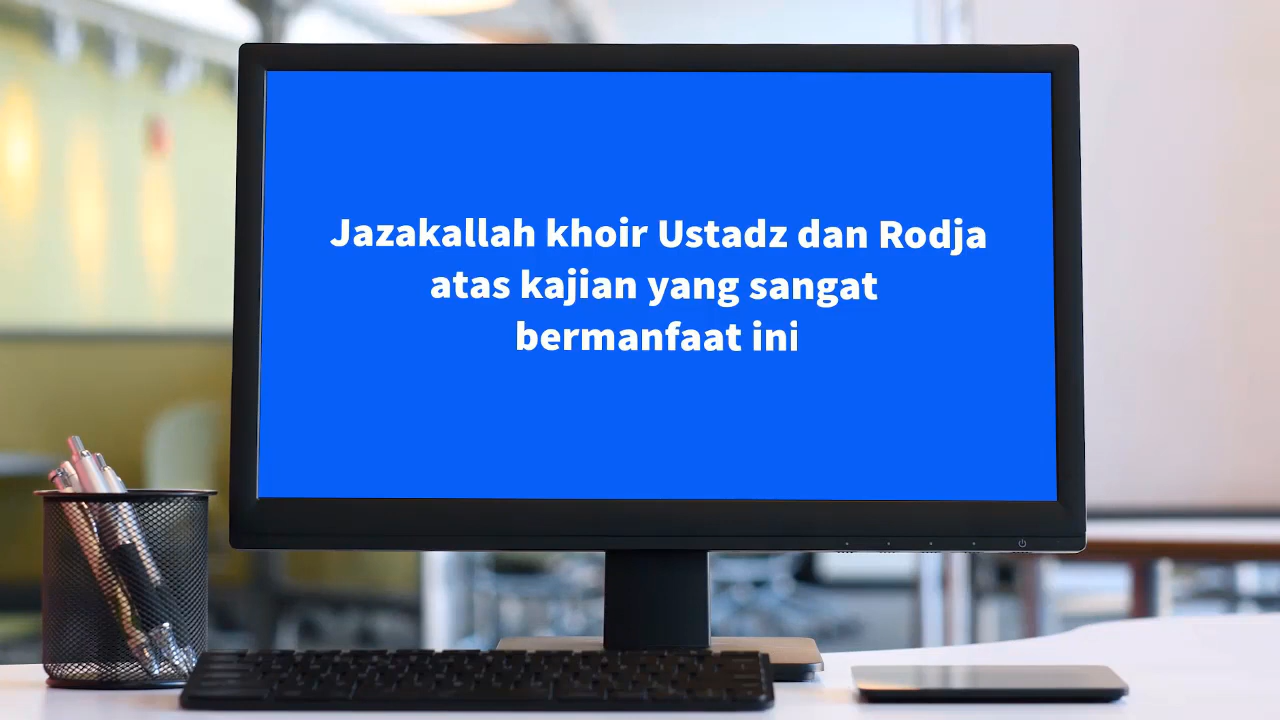 Jazakallah khoir Ustadz dan Rodja
atas kajian yang sangat
bermanfaat ini